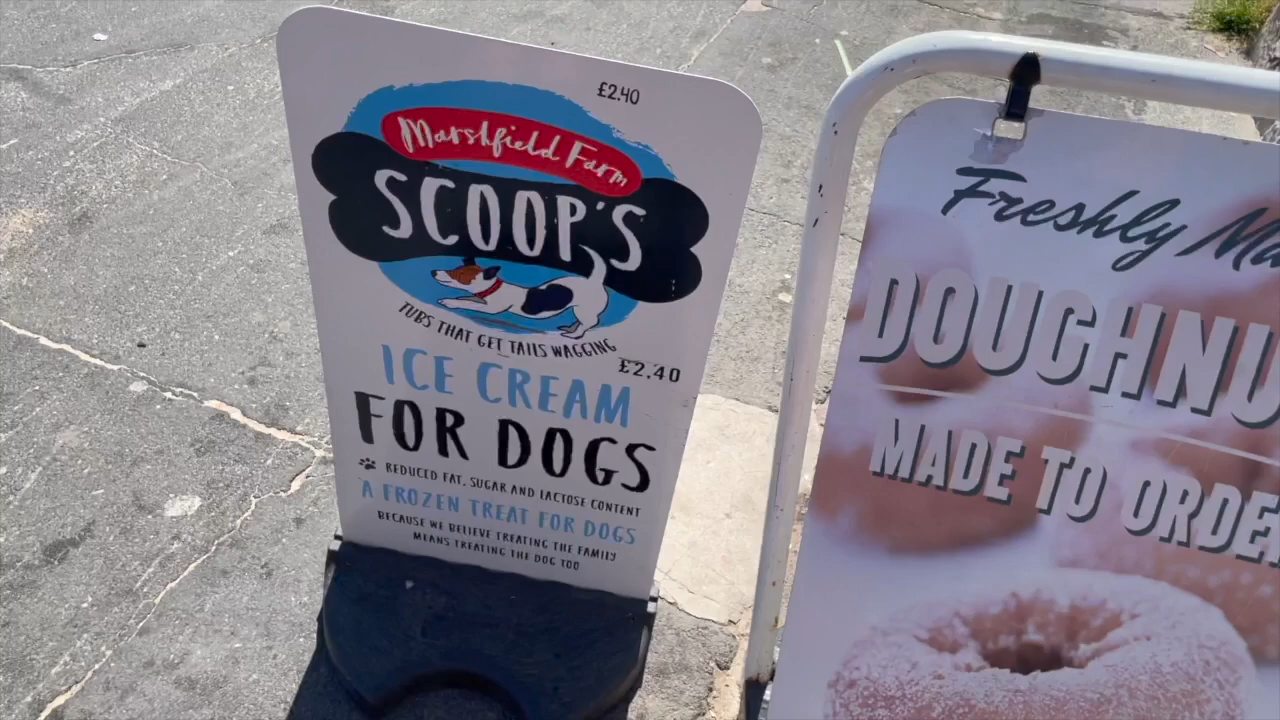 £2.40
Marshfield Farm
SCOOP'S
TUBS THAT GET TAILS WAGGING
£2.40
ICE CREAM
FOR DOGS
REDUCED FAT, SUGAR AND LACTOSE CONTENT
A FROZEN TREAT FOR DOGS
BECAUSE WE BELIEVE TREATING THE FAMILY
MEANS TREATING THE DOG TOO
Freshly Ma
DOUGHNU
MADE TO ORDE